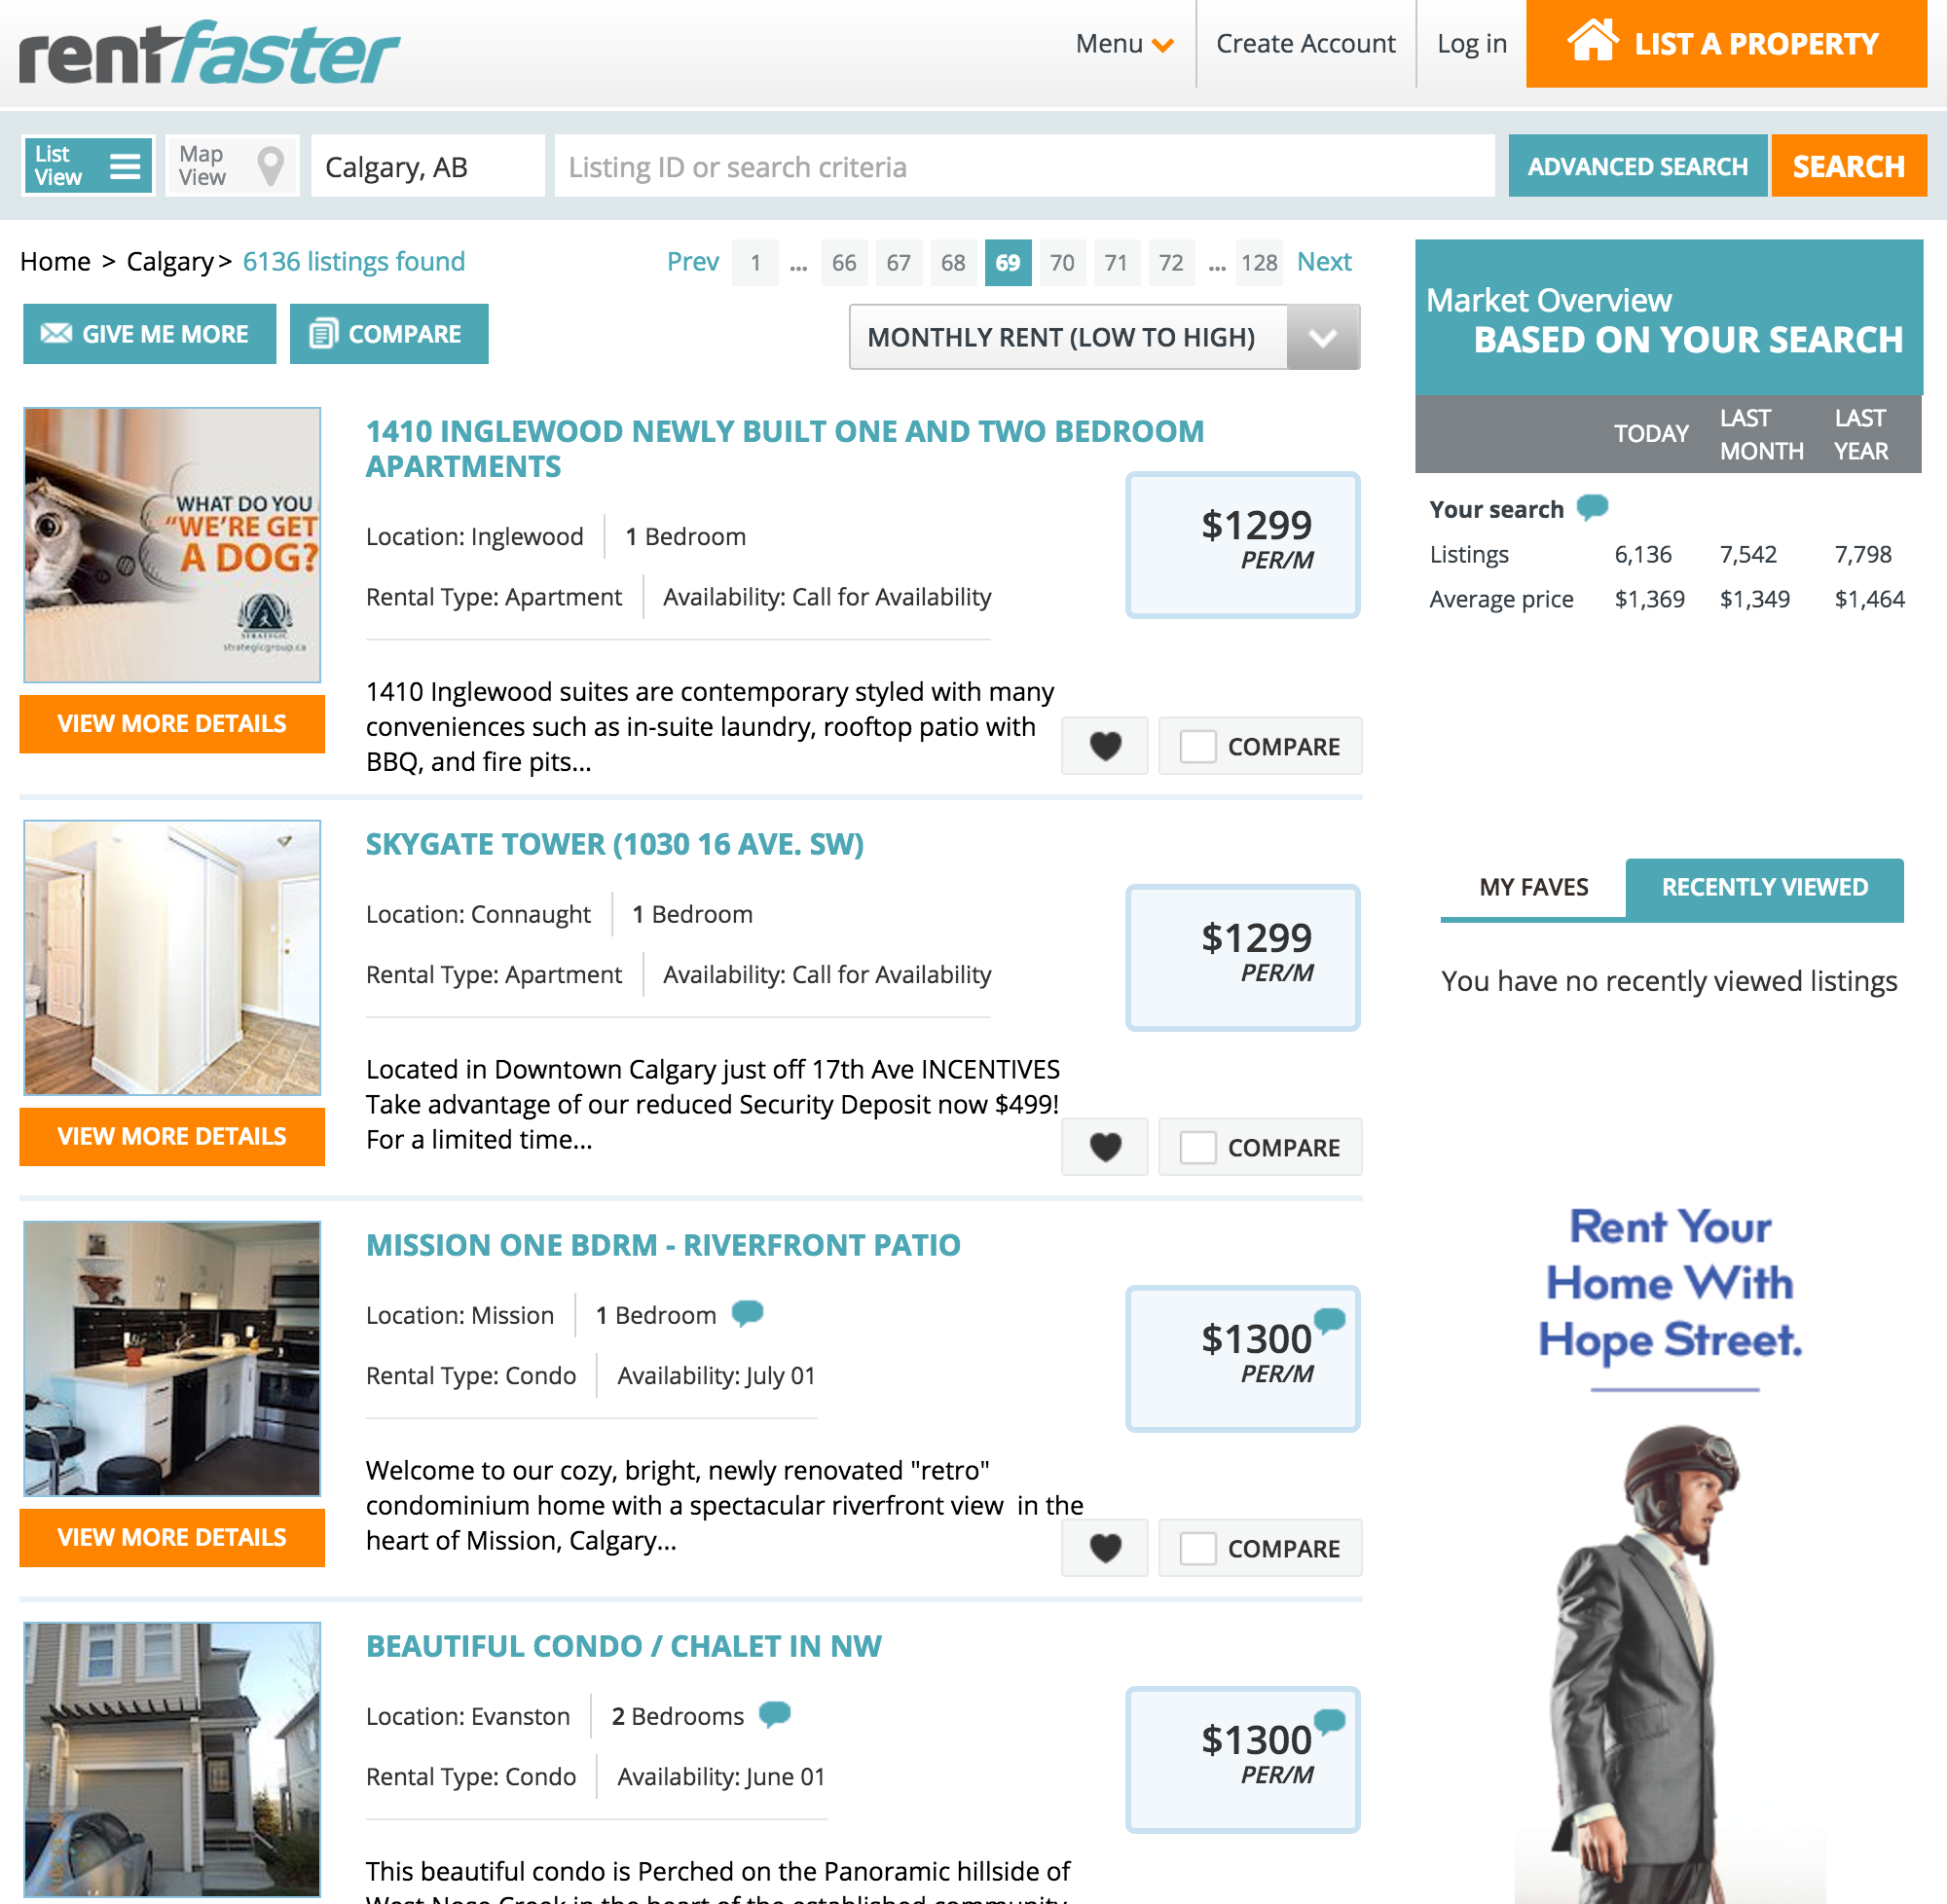 rentfaster
Menu
Create Account
Log in
LIST A PROPERTY
List
View
Map
View
Calgary, AB
Listing ID or search criteria
ADVANCED SEARCH
SEARCH
Home > Calgary > 6136 listings found
Prev 1 ... 66 67 68 69 70 71 72 ... 128 Next
GIVE ME MORE
COMPARE
MONTHLY RENT (LOW TO HIGH)
WHAT DO YOU
"WE'RE GET
A DOG?
STRATEGIC
strategicgroup.ca
VIEW MORE DETAILS
1410 INGLEWOOD NEWLY BUILT ONE AND TWO BEDROOM
APARTMENTS
Location: Inglewood 1 Bedroom
Rental Type: Apartment Availability: Call for Availability
$1299
PER/M
1410 Inglewood suites are contemporary styled with many
conveniences such as in-suite laundry, rooftop patio with
BBQ, and fire pits...
COMPARE
VIEW MORE DETAILS
SKYGATE TOWER (1030 16 AVE. SW)
Location: Connaught 1 Bedroom
Rental Type: Apartment Availability: Call for Availability
$1299
PER/M
Located in Downtown Calgary just off 17th Ave INCENTIVES
Take advantage of our reduced Security Deposit now $499!
For a limited time...
COMPARE
VIEW MORE DETAILS
MISSION ONE BDRM - RIVERFRONT PATIO
Location: Mission 1 Bedroom
Rental Type: Condo Availability: July 01
$1300
PER/M
Welcome to our cozy, bright, newly renovated "retro"
condominium home with a spectacular riverfront view in the
heart of Mission, Calgary...
COMPARE
BEAUTIFUL CONDO / CHALET IN NW
Location: Evanston 2 Bedrooms
Rental Type: Condo Availability: June 01
$1300
PER/M
This beautiful condo is Perched on the Panoramic hillside of
West Nose Creek in the heart of the established community
Market Overview
BASED ON YOUR SEARCH
TODAY LAST MONTH LAST YEAR
Your search
Listings 6,136 7,542 7,798
Average price $1,369 $1,349 $1,464
MY FAVES
RECENTLY VIEWED
You have no recently viewed listings
Rent Your
Home With
Hope Street.